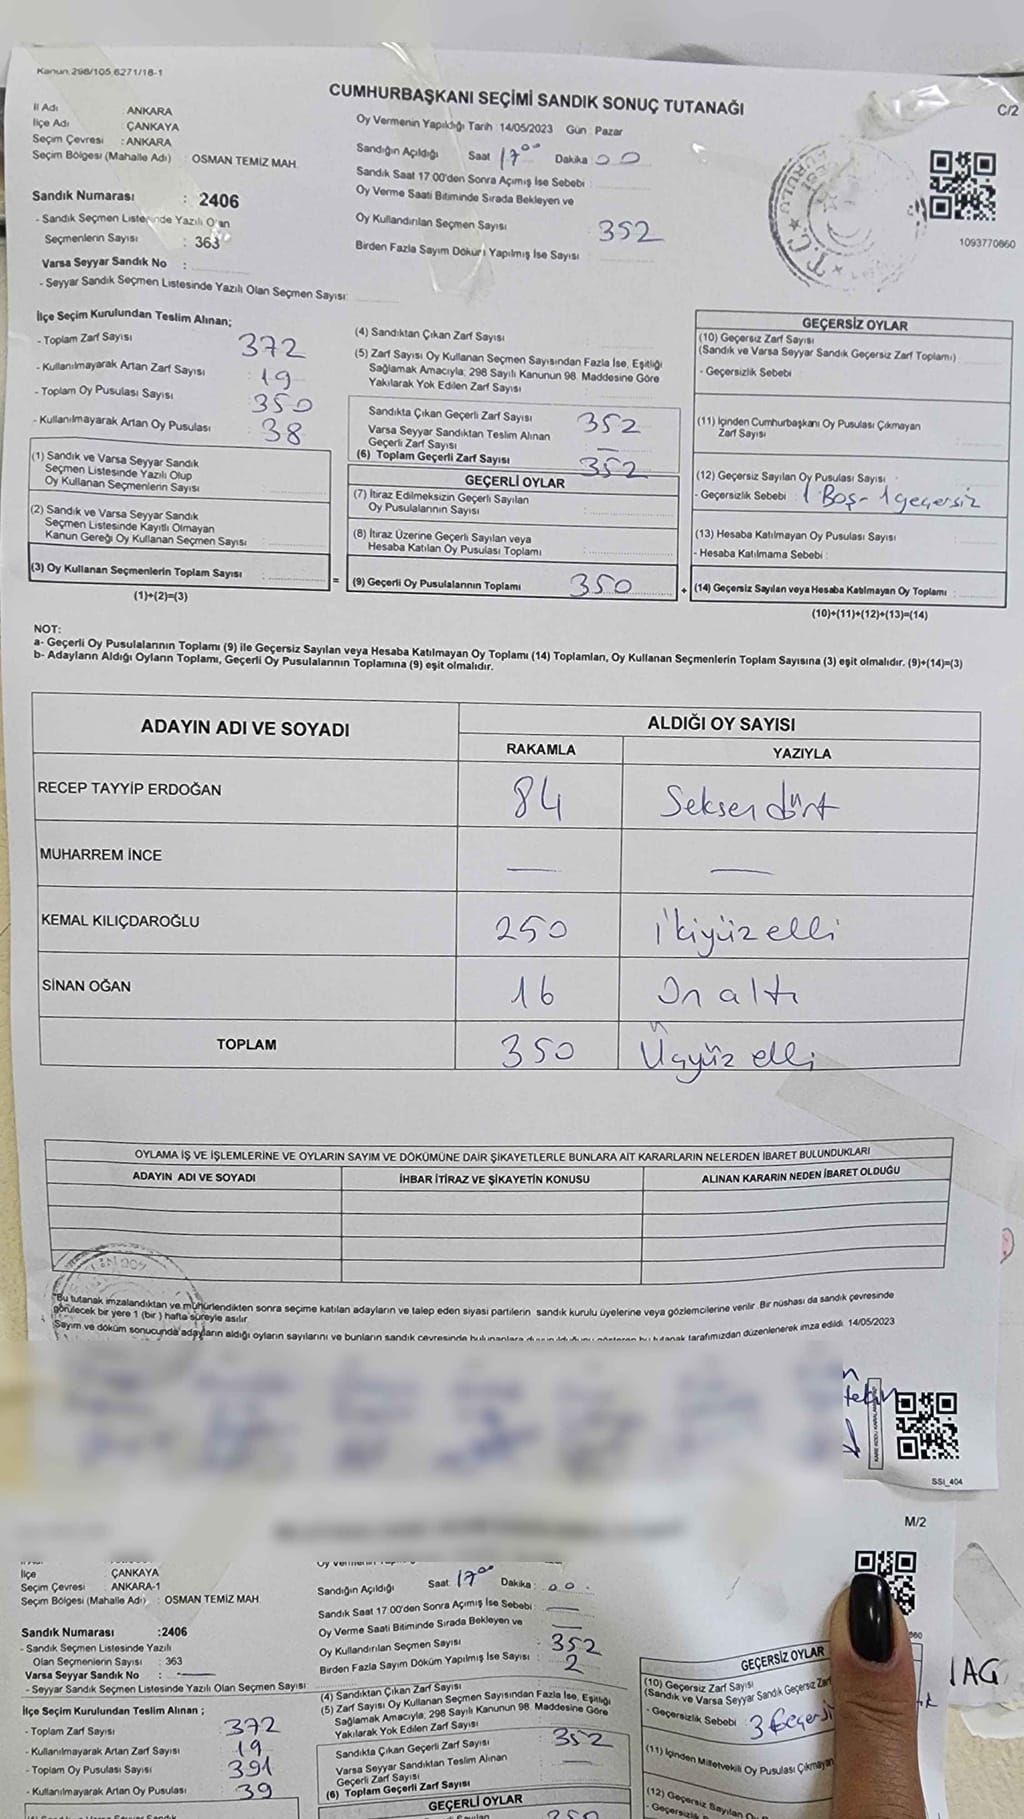 Kanun 298/105,6271/18-1
CUMHURBAŞKANI SEÇİMİ SANDIK SONUÇ TUTANAĞI
C/2
İl Adı ANKARA
İlçe Adı : ÇANKAYA
Seçim Çevresi : ANKARA
Seçim Bölgesi (Mahalle Adı) : OSMAN TEMİZ MAH.
Sandık Numarası : 2406
- Sandık Seçmen Listesinde Yazılı Olan
Seçmenlerin Sayısı : 363
Varsa Seyyar Sandık No :
- Seyyar Sandık Seçmen Listesinde Yazılı Olan Seçmen Sayısı:
Oy Vermenin Yapıldığı Tarih : 14/05/2023 Gün : Pazar
Sandığın Açıldığı Saat 17⁰⁰ Dakika : 00
Sandık Saat 17.00'den Sonra Açımış İse Sebebi :
Oy Verme Saati Bitiminde Sırada Bekleyen ve
Oy Kullandırılan Seçmen Sayısı : 352
Birden Fazla Sayım Döküm Yapılmış İse Sayısı :
1093770860
İlçe Seçim Kurulundan Teslim Alınan;
- Toplam Zarf Sayısı 372
- Kullanılmayarak Artan Zarf Sayısı : 19
- Toplam Oy Pusulası Sayısı 350
- Kullanılmayarak Artan Oy Pusulası : 38
(1) Sandık ve Varsa Seyyar Sandık
Seçmen Listesinde Yazılı Olup
Oy Kullanan Seçmenlerin Sayısı
(2) Sandık ve Varsa Seyyar Sandık
Seçmen Listesinde Kayıtlı Olmayan
Kanun Gereği Oy Kullanan Seçmen Sayısı :
(3) Oy Kullanan Seçmenlerin Toplam Sayısı :
(1)+(2)=(3)
(4) Sandıktan Çıkan Zarf Sayısı
(5) Zarf Sayısı Oy Kullanan Seçmen Sayısından Fazla İse, Eşitliği
Sağlamak Amacıyla, 298 Sayılı Kanunun 98. Maddesine Göre
Yakılarak Yok Edilen Zarf Sayısı
Sandıkta Çıkan Geçerli Zarf Sayısı : 352
Varsa Seyyar Sandıktan Teslim Alınan
Geçerli Zarf Sayısı : —
(6) Toplam Geçerli Zarf Sayısı 352
GEÇERLİ OYLAR
(7) İtiraz Edilmeksizin Geçerli Sayılan
Oy Pusulalarının Sayısı :
(8) İtiraz Üzerine Geçerli Sayılan veya
Hesaba Katılan Oy Pusulası Toplamı :
= (9) Geçerli Oy Pusulalarının Toplamı : 350
GEÇERSİZ OYLAR
(10) Geçersiz Zarf Sayısı
(Sandık ve Varsa Seyyar Sandık Geçersiz Zarf Toplamı)
- Geçersizlik Sebebi
(11) İçinden Cumhurbaşkanı Oy Pusulası Çıkmayan
Zarf Sayısı
(12) Geçersiz Sayılan Oy Pusulası Sayısı
- Geçersizlik Sebebi : 1 Boş - 1 geçersiz
(13) Hesaba Katılmayan Oy Pusulası Sayısı
- Hesaba Katılmama Sebebi :
+ (14) Geçersiz Sayılan veya Hesaba Katılmayan Oy Toplamı :
(10)+(11)+(12)+(13)=(14)
NOT:
a- Geçerli Oy Pusulalarının Toplamı (9) ile Geçersiz Sayılan veya Hesaba Katılmayan Oy Toplamı (14) Toplamları, Oy Kullanan Seçmenlerin Toplam Sayısına (3) eşit olmalıdır. (9)+(14)=(3)
b- Adayların Aldığı Oyların Toplamı, Geçerli Oy Pusulalarının Toplamına (9) eşit olmalıdır.
ADAYIN ADI VE SOYADI ALDIĞI OY SAYISI
RAKAMLA YAZIYLA
RECEP TAYYİP ERDOĞAN 84 Seksendört
MUHARREM İNCE — —
KEMAL KILIÇDAROĞLU 250 İkiyüz elli
SİNAN OĞAN 16 On altı
TOPLAM 350 Üçyüz elli
OYLAMA İŞ VE İŞLEMLERİNE VE OYLARIN SAYIM VE DÖKÜMÜNE DAİR ŞİKAYETLERLE BUNLARA AİT KARARLARIN NELERDEN İBARET BULUNDUKLARI
ADAYIN ADI VE SOYADI İHBAR İTİRAZ VE ŞİKAYETİN KONUSU ALINAN KARARIN NEDEN İBARET OLDUĞU
*Bu tutanak imzalandıktan ve mühürlendikten sonra seçime katılan adayların ve talep eden siyasi partilerin sandık kurulu üyelerine veya gözlemcilerine verilir. Bir nüshası da sandık çevresinde
görülecek bir yere 1 (bir) hafta süreyle asılır.
Sayım ve döküm sonucunda adayların aldığı oyların sayılarını ve bunların sandık çevresinde tutanak tarafımızdan düzenlenerek imza edildi. 14/05/2023
SSI_404
M/2
İlçe ÇANKAYA
Seçim Çevresi : ANKARA-1
Seçim Bölgesi (Mahalle Adı) : OSMAN TEMİZ MAH.
Sandık Numarası :2406
- Sandık Seçmen Listesinde Yazılı
Olan Seçmenlerin Sayısı : 363
Varsa Seyyar Sandık No : —
- Seyyar Sandık Seçmen Listesinde Yazılı Olan Seçmen Sayısı:
Sandığın Açıldığı Saat 17⁰⁰ Dakika : 00
Sandık Saat 17.00'den Sonra Açımış İse Sebebi : —
Oy Verme Saati Bitiminde Sırada Bekleyen ve
Oy Kullandırılan Seçmen Sayısı : 352
Birden Fazla Sayım Döküm Yapılmış İse Sayısı : 2
İlçe Seçim Kurulundan Teslim Alınan ;
- Toplam Zarf Sayısı : 372
- Kullanılmayarak Artan Zarf Sayısı : 19
- Toplam Oy Pusulası Sayısı : 391
- Kullanılmayarak Artan Oy Pusulası : 39
(4) Sandıktan Çıkan Zarf Sayısı
(5) Zarf Sayısı Oy Kullanan Seçmen Sayısından Fazla İse, Eşitliği
Sağlamak Amacıyla, 298 Sayılı Kanunun 98. Maddesine Göre
Yakılarak Yok Edilen Zarf Sayısı
Sandıkta Çıkan Geçerli Zarf Sayısı : 352
Varsa Seyyar Sandıktan Teslim Alınan
Geçerli Zarf Sayısı : —
(6) Toplam Geçerli Zarf Sayısı
GEÇERLİ OYLAR
GEÇERSİZ OYLAR
(10) Geçersiz Zarf Sayısı
(Sandık ve Varsa Seyyar Sandık Geçersiz Zarf
- Geçersizlik Sebebi : 3 Geçersiz
(11) İçinden Milletvekili Oy Pusulası Çıkmayan
(12) Geçersiz Sayılan Oy
- Geçersizlik Sebebi